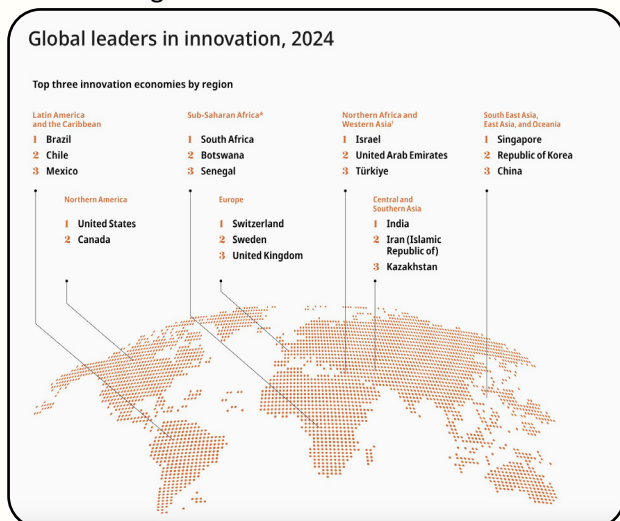 Global leaders in innovation, 2024
Top three innovation economies by region
Latin America
and the Caribbean
1 Brazil
2 Chile
3 Mexico
Sub-Saharan Africa*
1 South Africa
2 Botswana
3 Senegal
Northern Africa and
Western Asia†
1 Israel
2 United Arab Emirates
3 Türkiye
South East Asia,
East Asia, and Oceania
1 Singapore
2 Republic of Korea
3 China
Northern America
1 United States
2 Canada
Europe
1 Switzerland
2 Sweden
3 United Kingdom
Central and
Southern Asia
1 India
2 Iran (Islamic
Republic of)
3 Kazakhstan